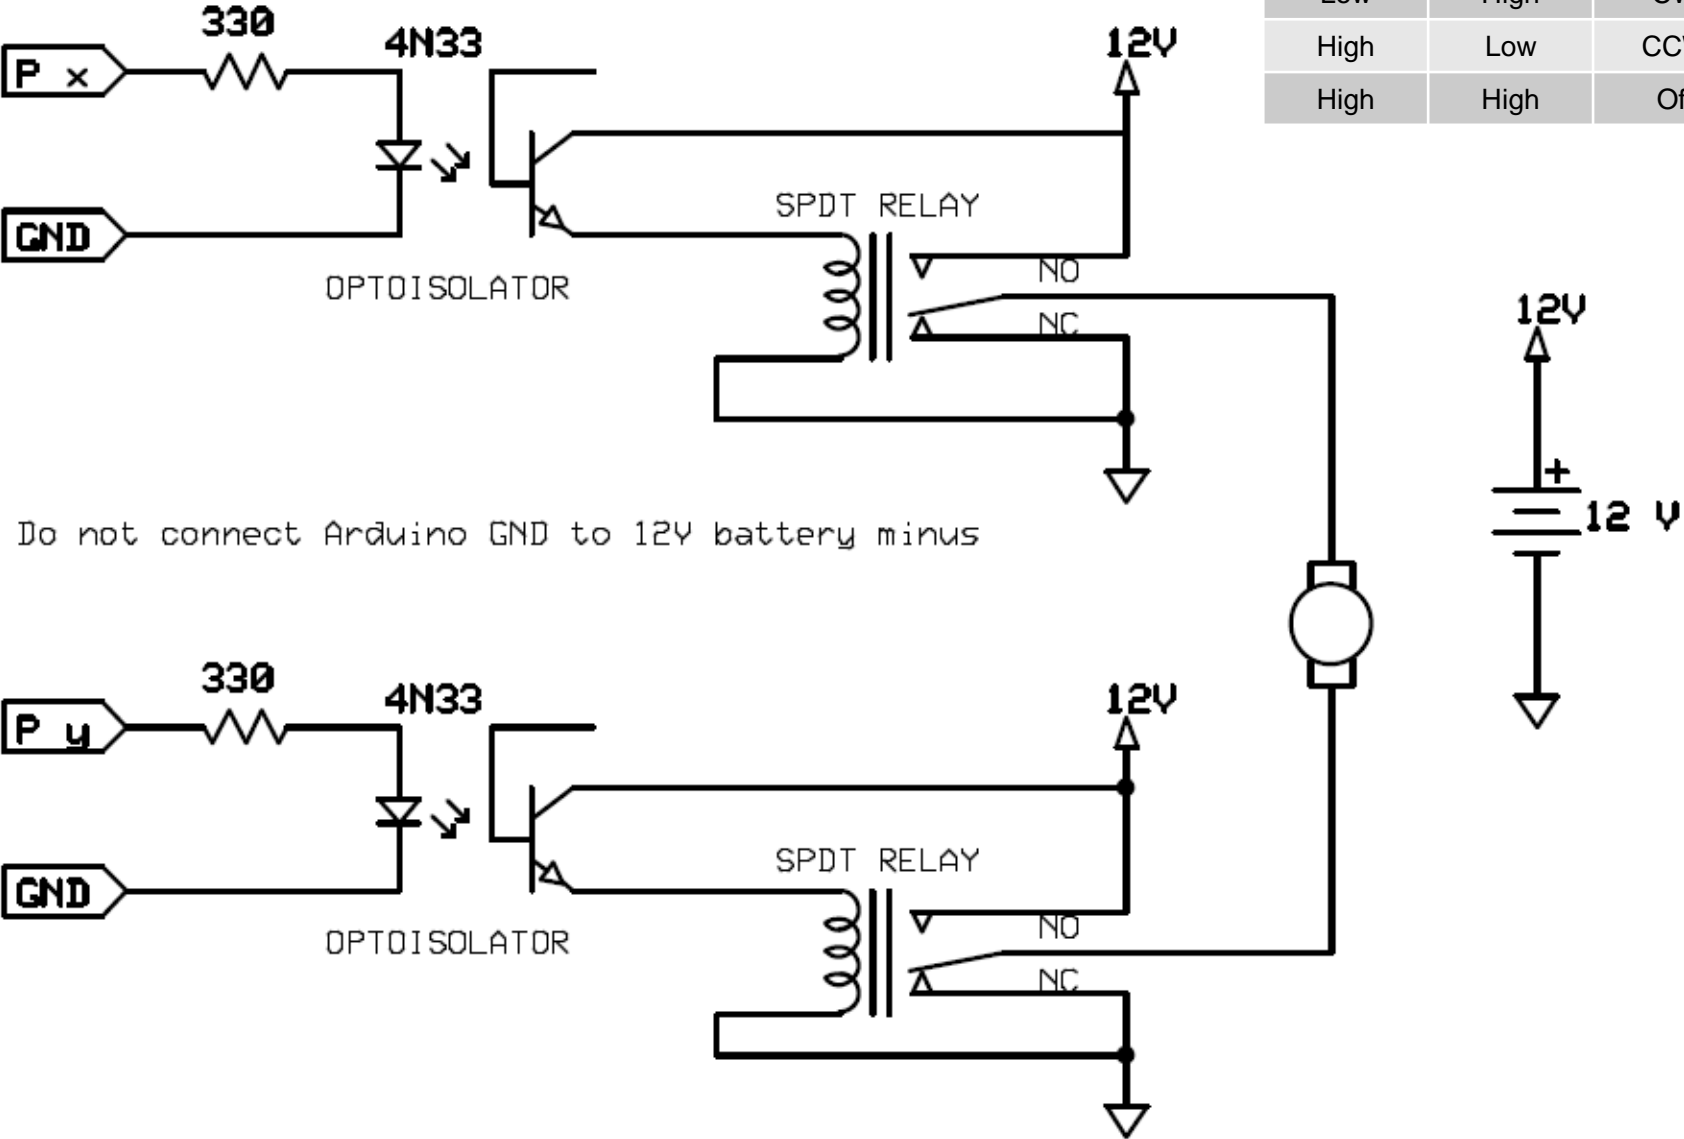 330
4N33
12V
High
Low
High
High
P x
GND
SPDT RELAY
OPTOISOLATOR
NO
NC
12V
+
12 V
Do not connect Arduino GND to 12V battery minus
330
4N33
12V
P y
GND
SPDT RELAY
OPTOISOLATOR
NO
NC